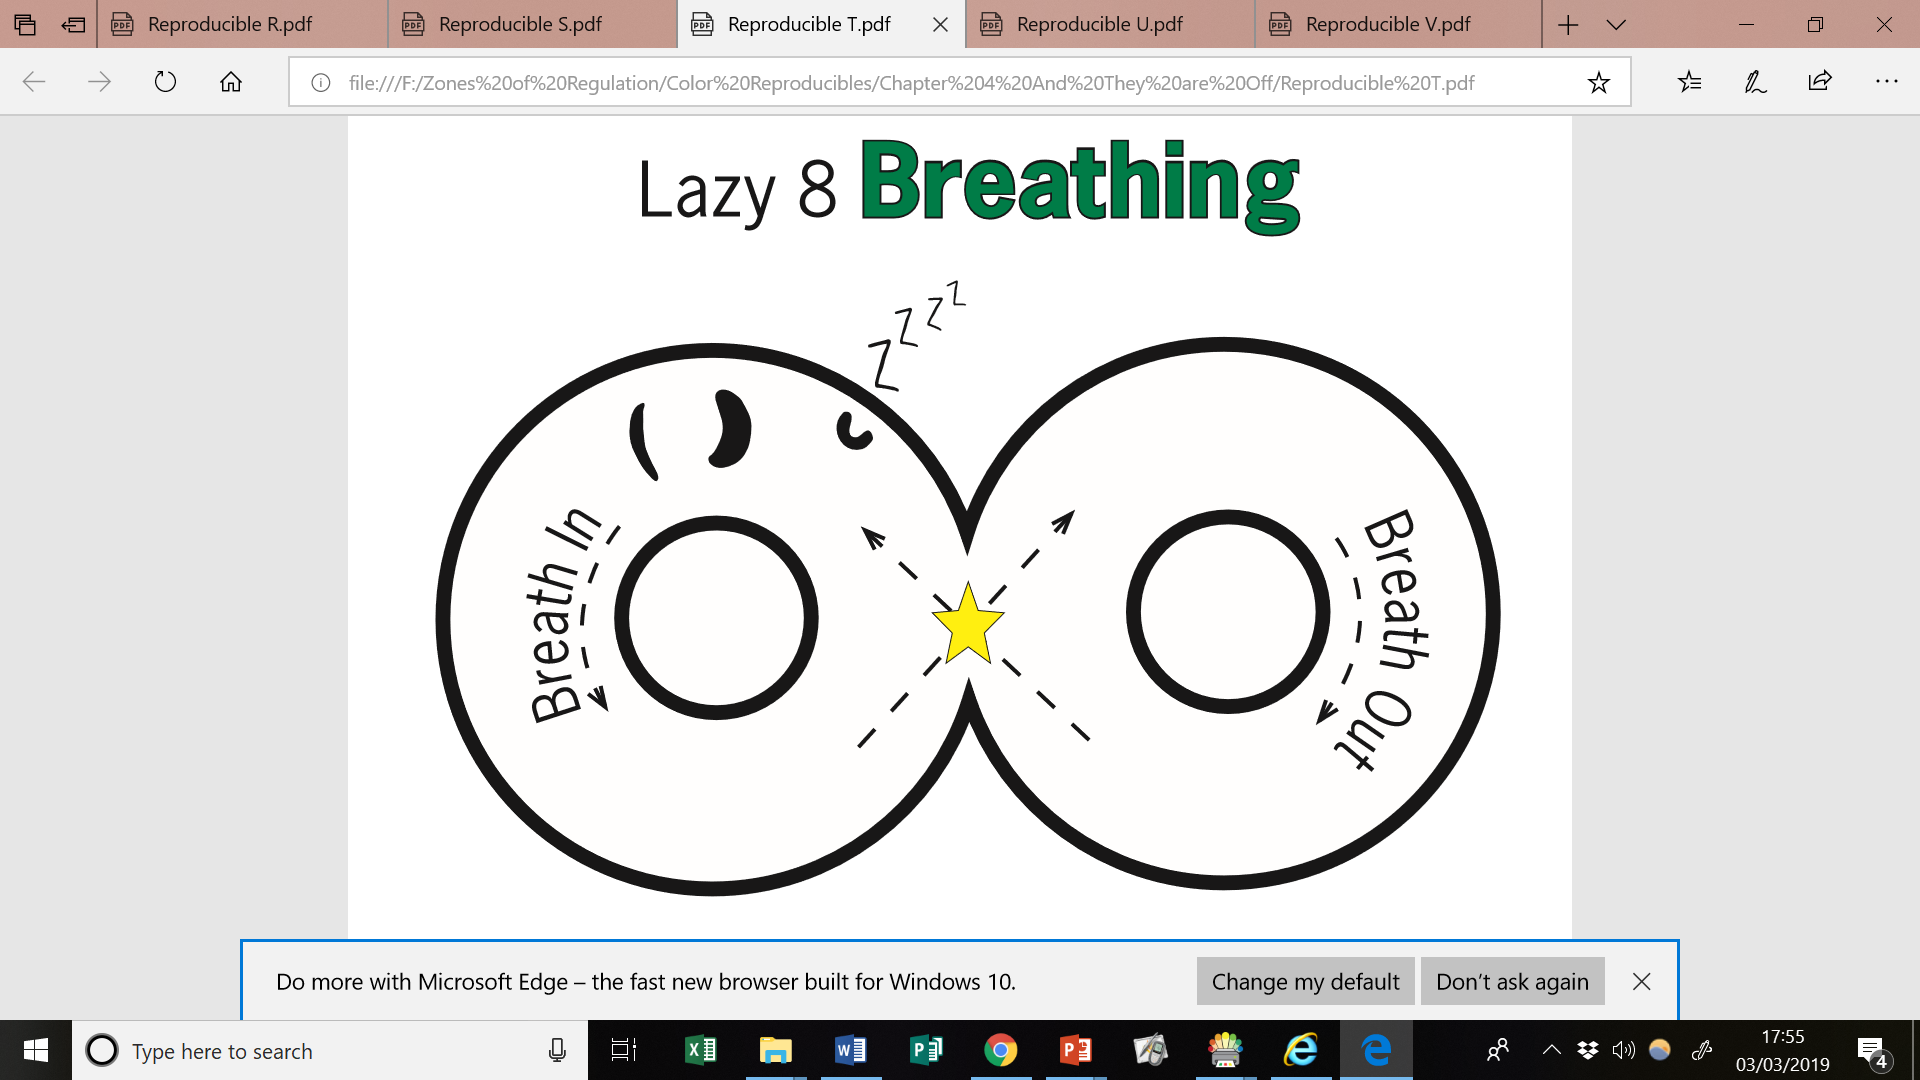 Reproducible R.pdf
Reproducible S.pdf
Reproducible T.pdf
Reproducible U.pdf
Reproducible V.pdf
file:///F:/Zones%20of%20Regulation/Color%20Reproducibles/Chapter%204%20And%20They%20are%20Off/Reproducible%20T.pdf
Lazy 8 Breathing
z z z z
Breath In
Breath Out
Do more with Microsoft Edge – the fast new browser built for Windows 10.
Change my default
Don't ask again
Type here to search
17:55
03/03/2019
4